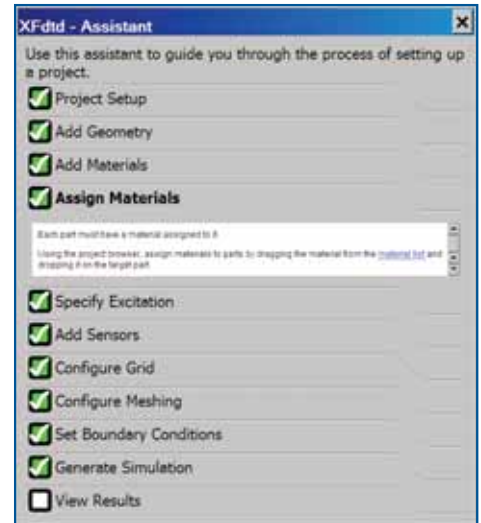 XFdtd - Assistant
Use this assistant to guide you through the process of setting up
a project.
Project Setup
Add Geometry
Add Materials
Assign Materials
Each part must have a material assigned to it.
Using the project browser, assign materials to parts by dragging the material from the material list and
dropping it on the target part.
Specify Excitation
Add Sensors
Configure Grid
Configure Meshing
Set Boundary Conditions
Generate Simulation
View Results